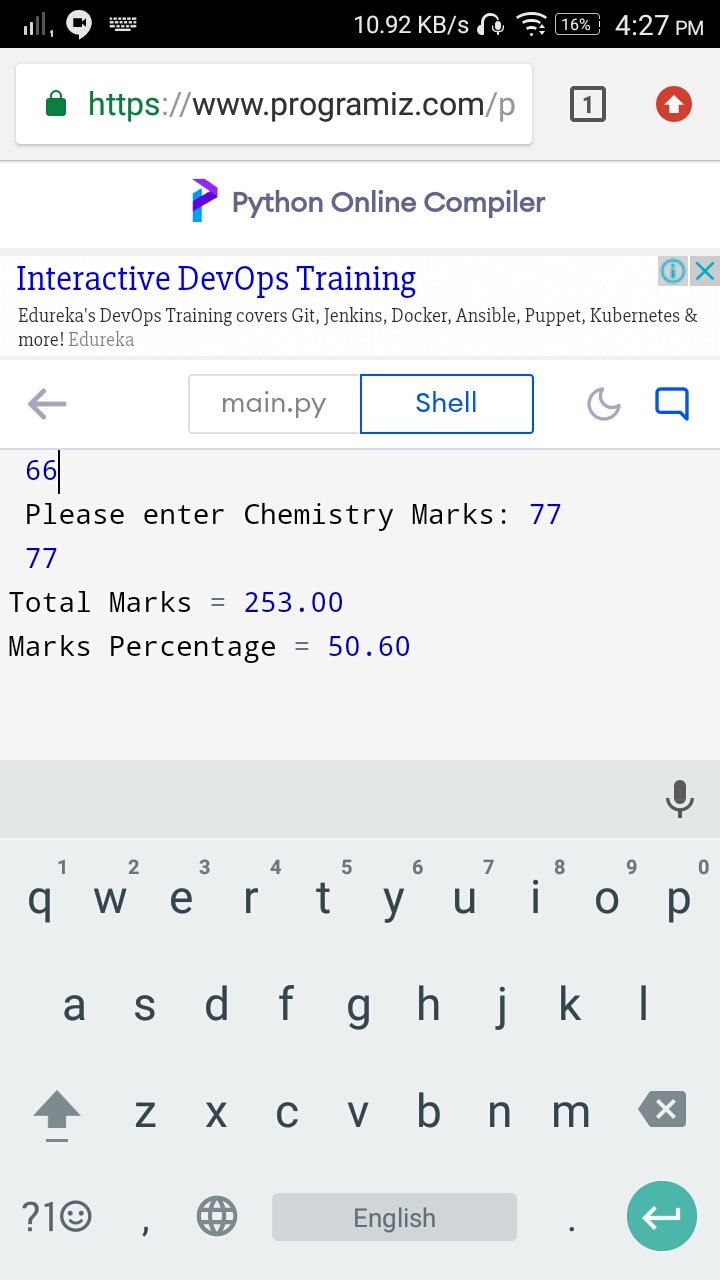 10.92 KB/s 16% 4:27 PM
https://www.programiz.com/p
1
Python Online Compiler
Interactive DevOps Training
Edureka's DevOps Training covers Git, Jenkins, Docker, Ansible, Puppet, Kubernetes &
more! Edureka
main.py Shell
66
Please enter Chemistry Marks: 77
77
Total Marks = 253.00
Marks Percentage = 50.60
1 2 3 4 5 6 7 8 9 0
q w e r t y u i o p
a s d f g h j k l
z x c v b n m
?1☺ , English .